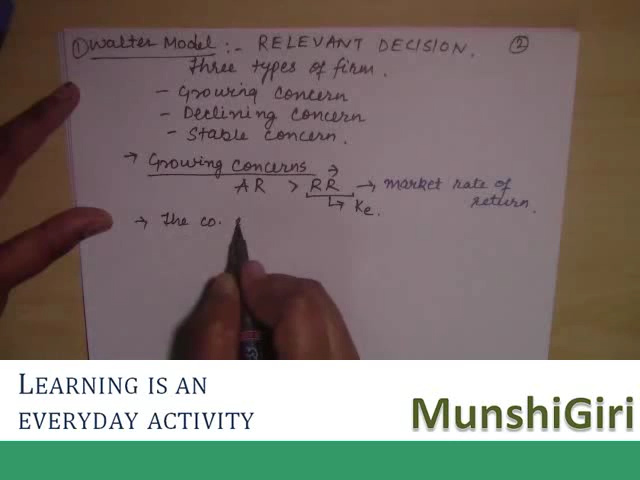 ① Walter Model :- RELEVANT DECISION. ②
Three types of firm.
- Growing Concern
- Declining Concern
- Stable Concern.
→ Growing Concerns
AR > RR → market rate of return.
↳ Ke
→ The co.
LEARNING IS AN
EVERYDAY ACTIVITY
MunshiGiri